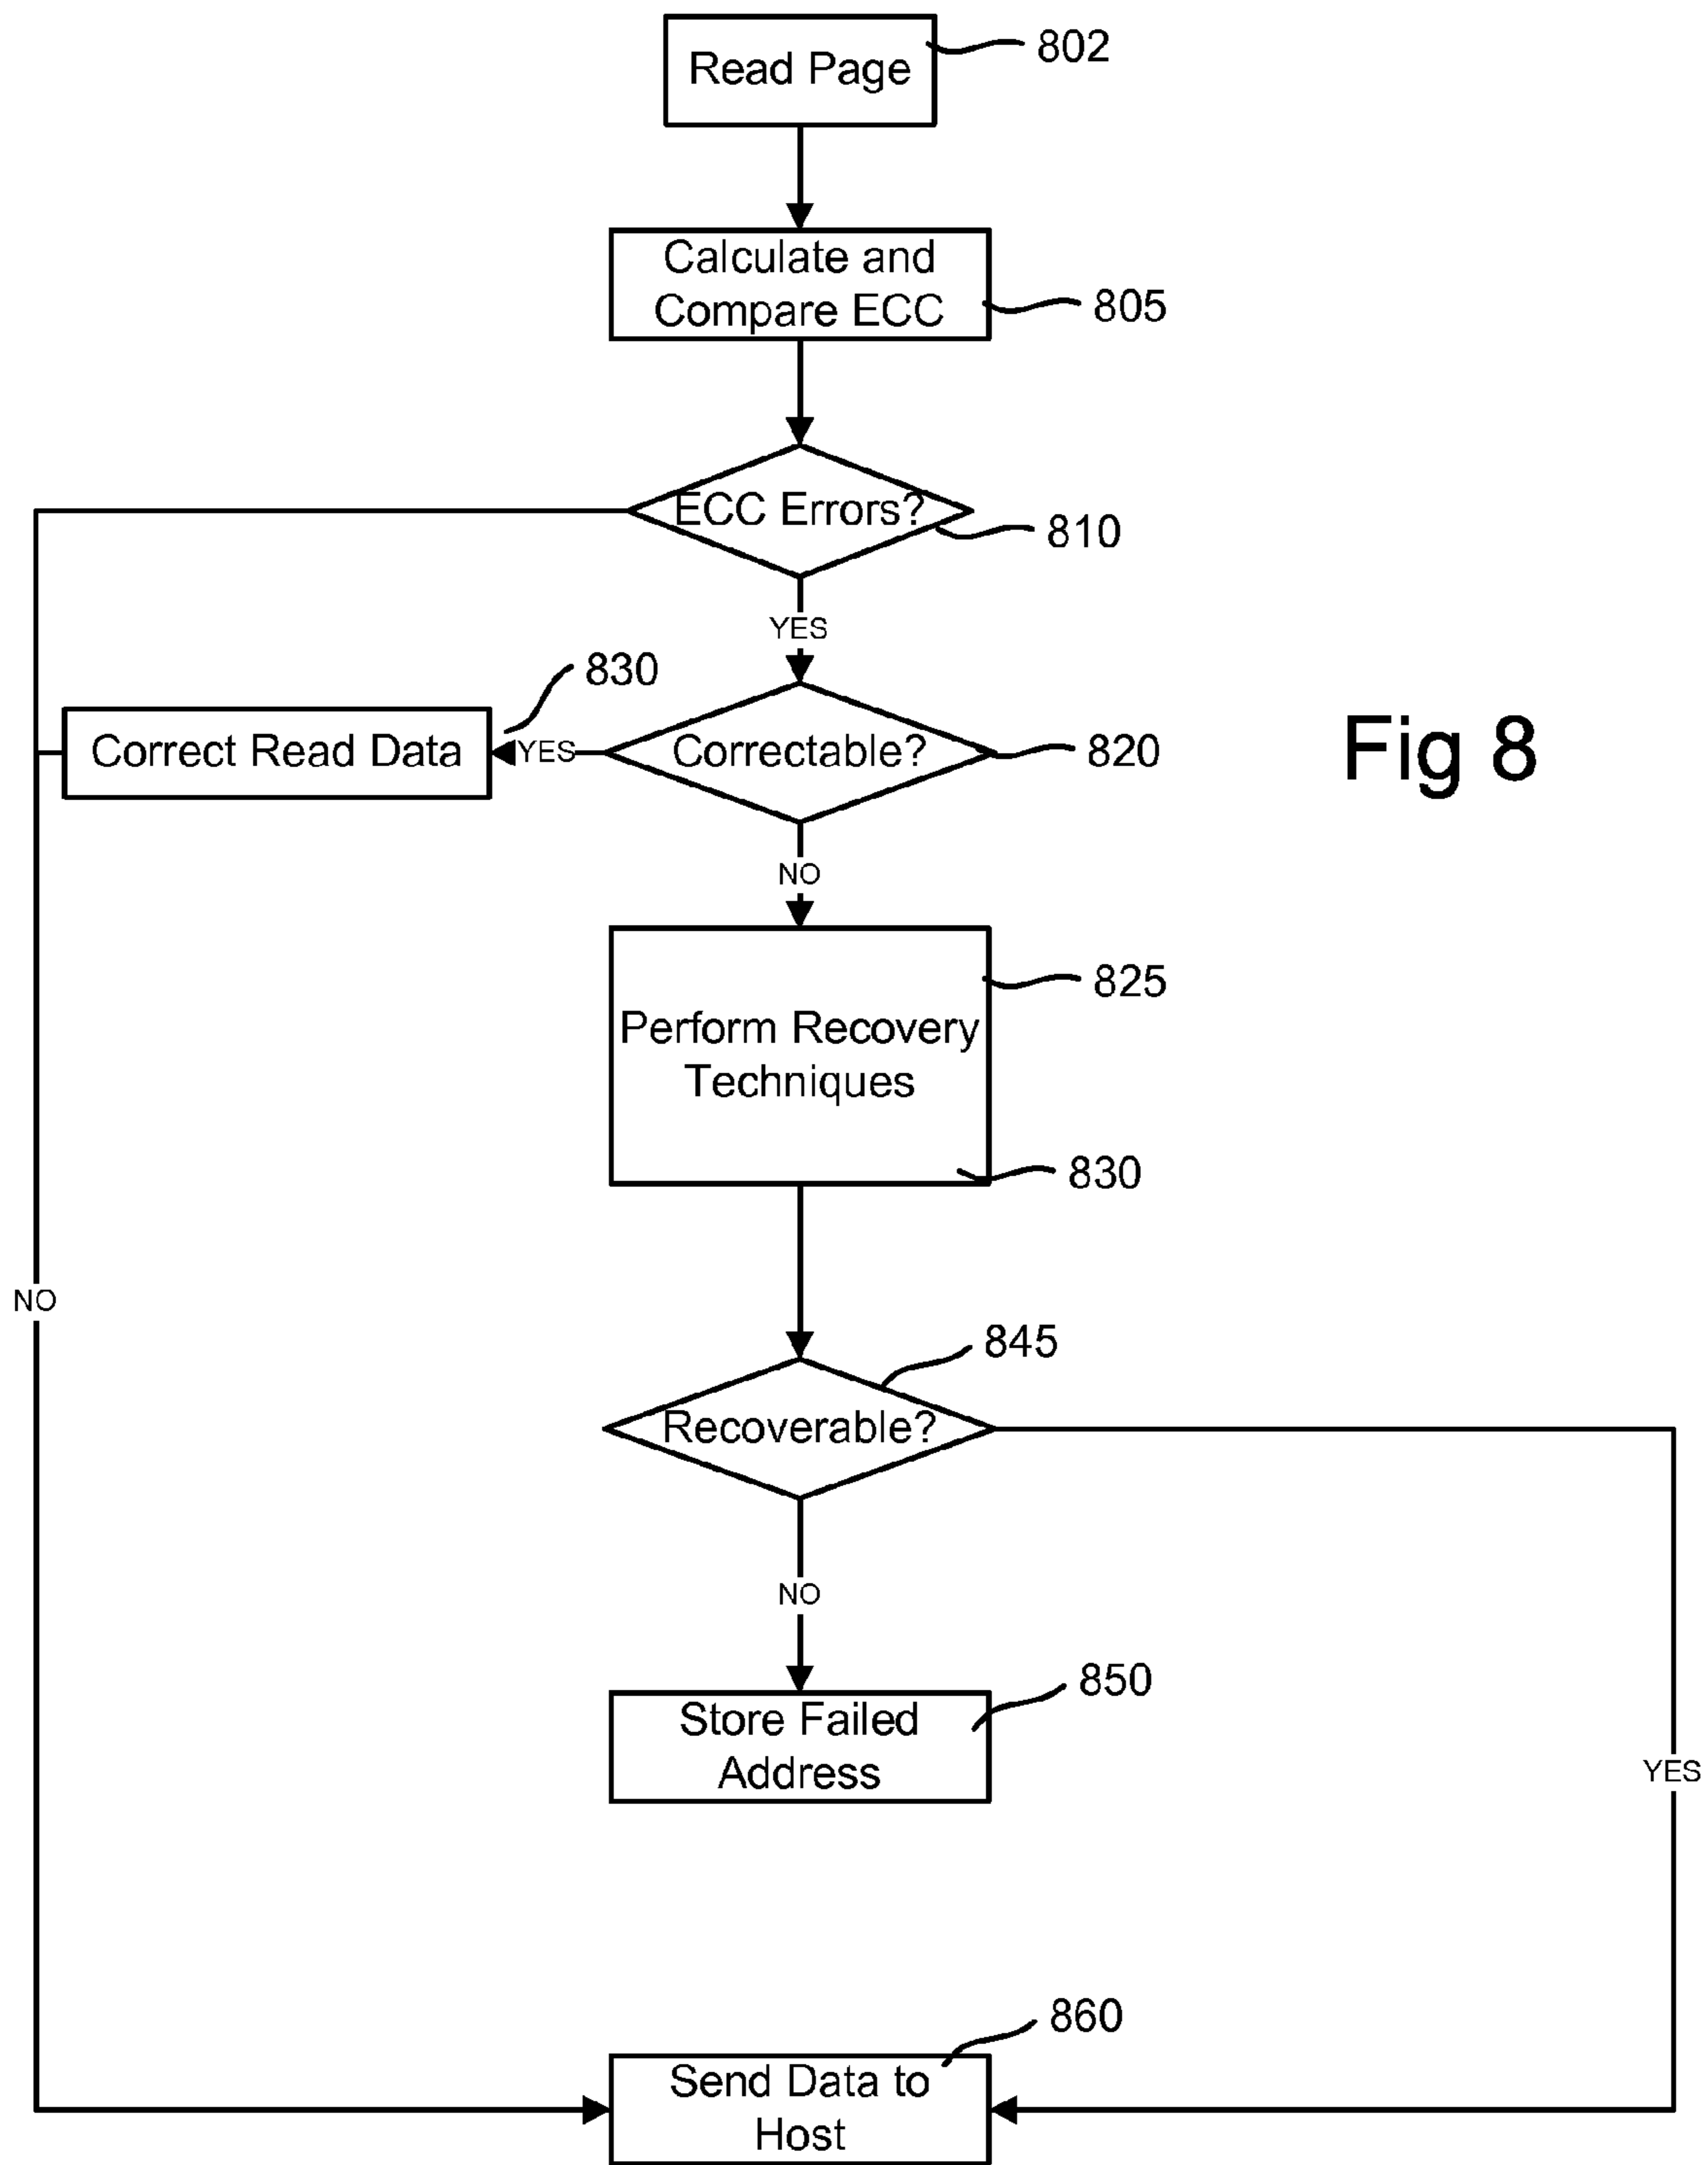 Read Page
802
Calculate and
Compare ECC
805
ECC Errors?
810
YES
830
Correct Read Data
YES
Correctable?
820
Fig 8
NO
825
Perform Recovery
Techniques
830
NO
845
Recoverable?
NO
850
Store Failed
Address
YES
860
Send Data to
Host